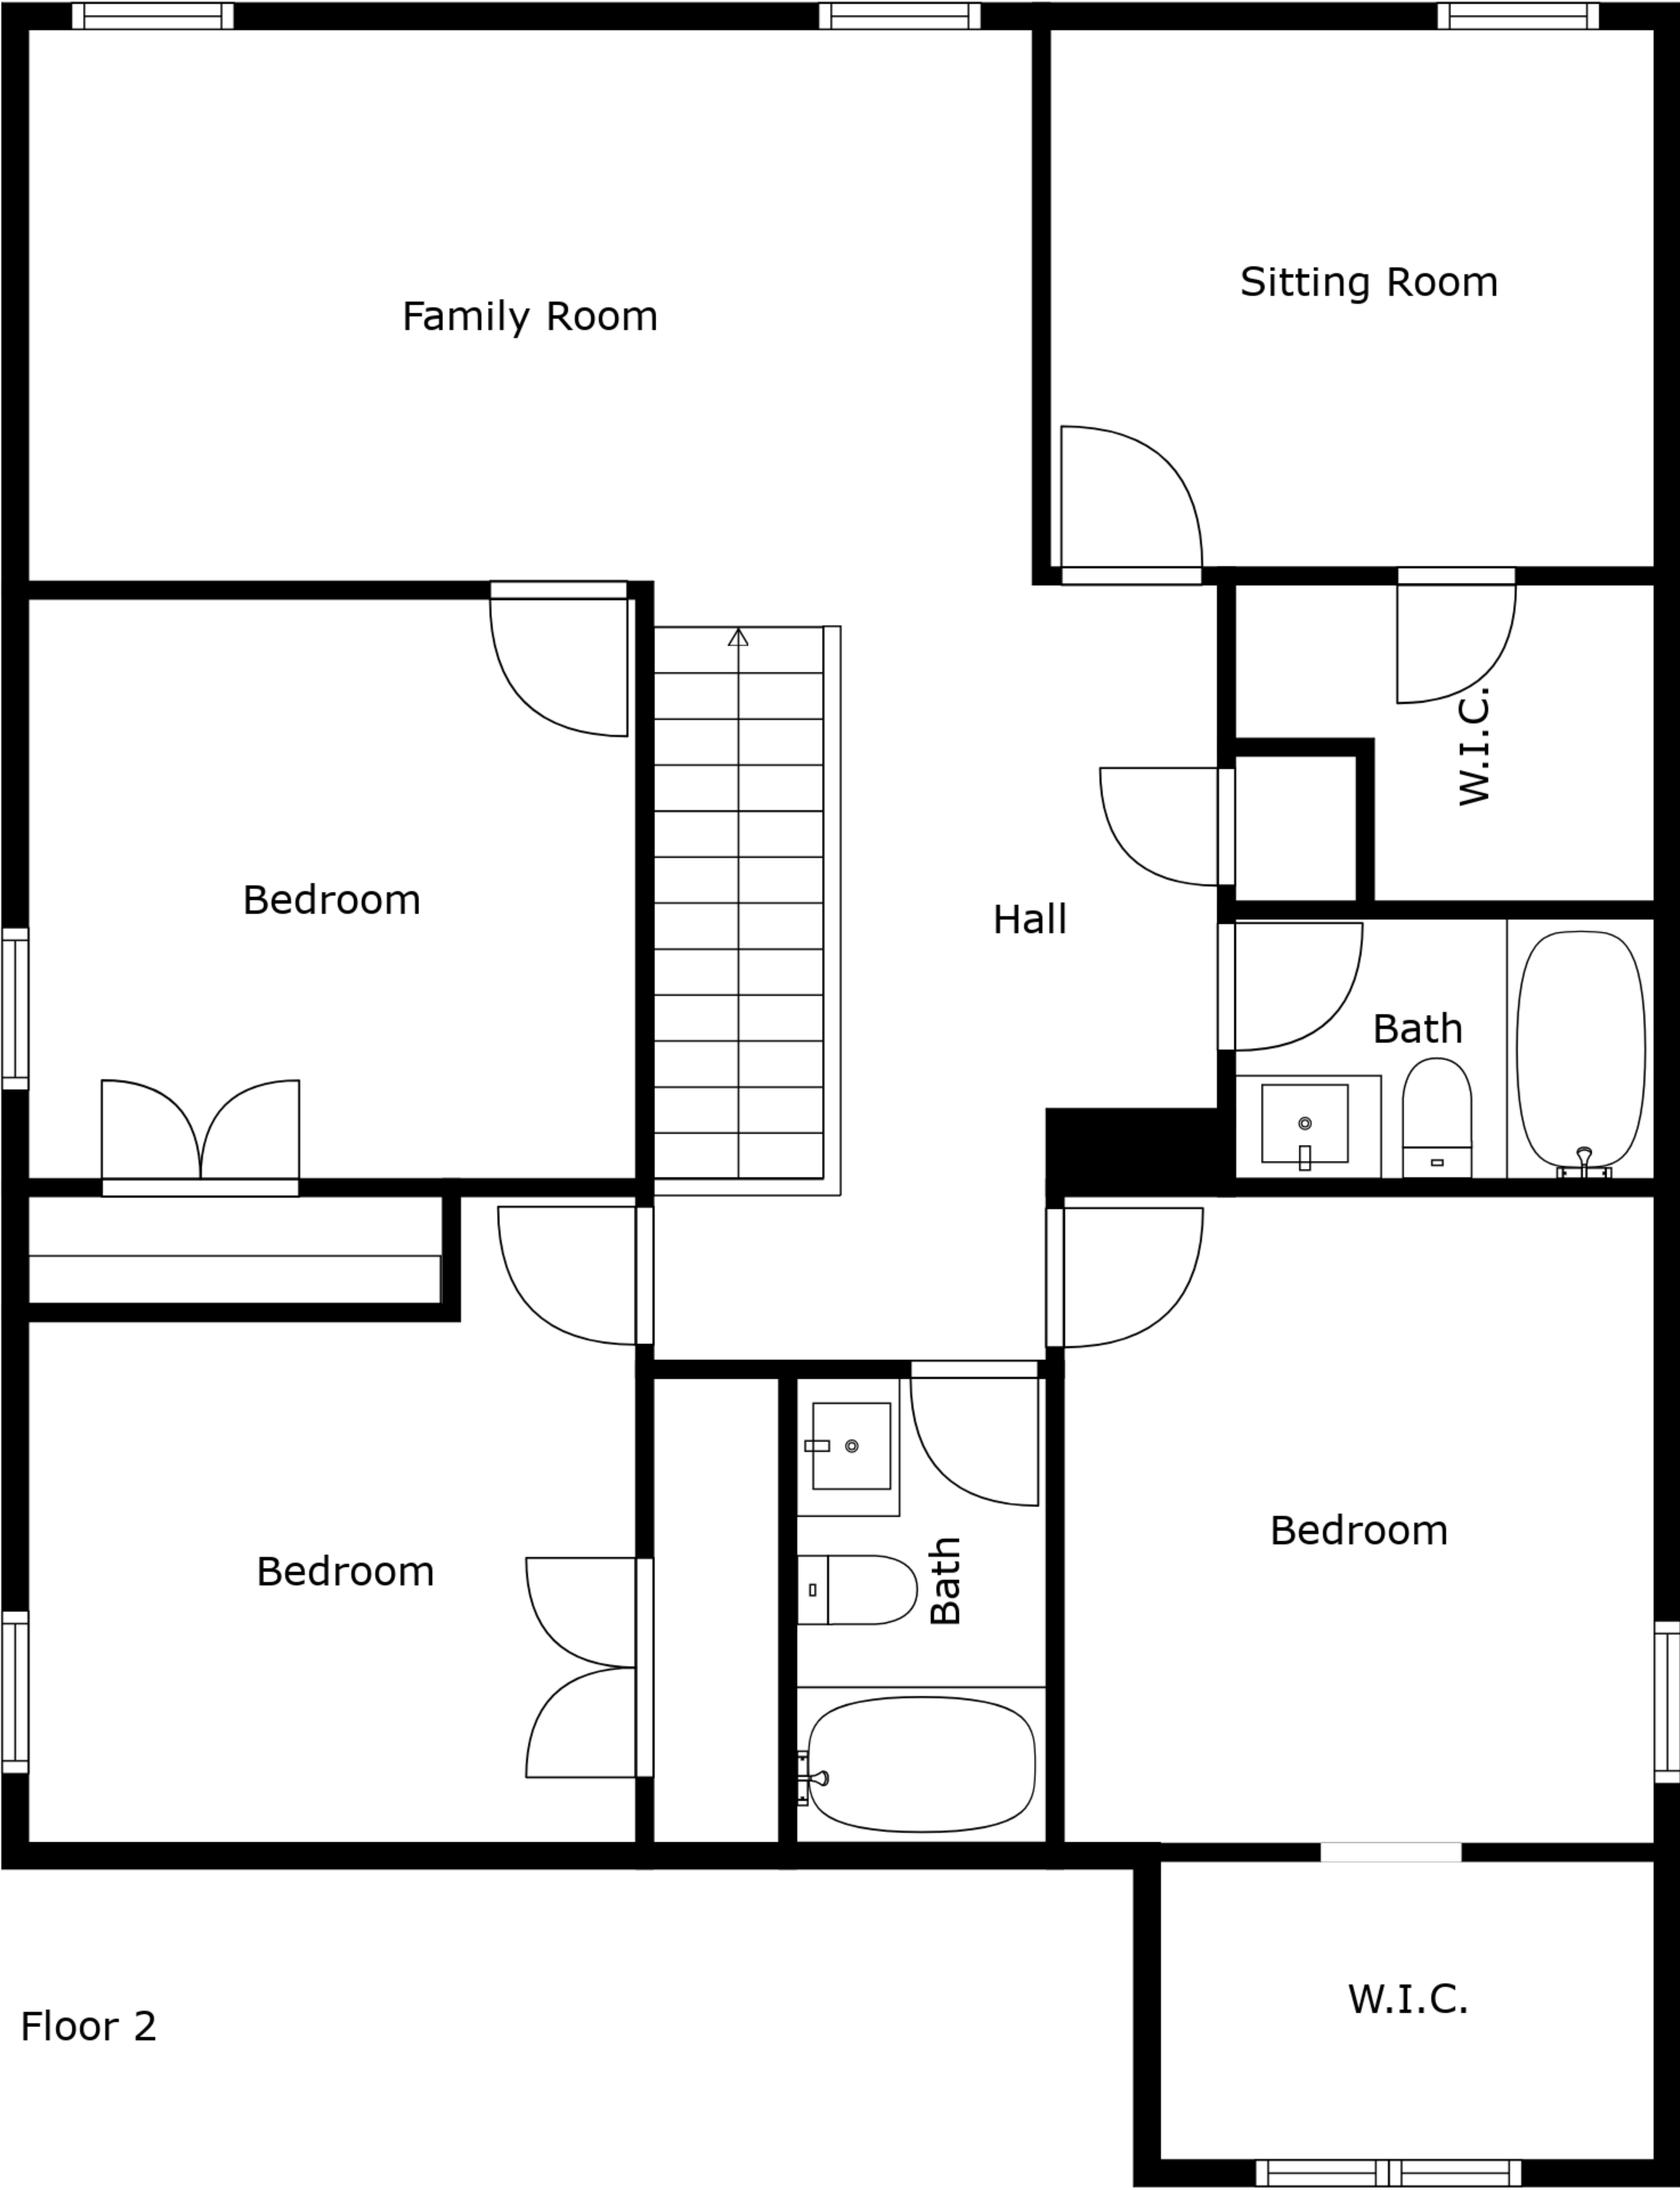 Family Room
Sitting Room
W.I.C.
Bedroom
Hall
Bath
Bedroom
Bath
Bedroom
W.I.C.
Floor 2